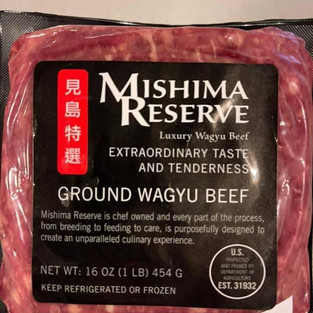 見島特選
MISHIMA
RESERVE
Luxury Wagyu Beef
EXTRAORDINARY TASTE
AND TENDERNESS
GROUND WAGYU BEEF
Mishima Reserve is chef owned and every part of the process,
from breeding to feeding to care, is purposefully designed to
create an unparalleled culinary experience.
NET WT: 16 OZ (1 LB) 454 G
KEEP REFRIGERATED OR FROZEN
U.S.
INSPECTED
AND PASSED BY
DEPARTMENT OF
AGRICULTURE
EST. 31932